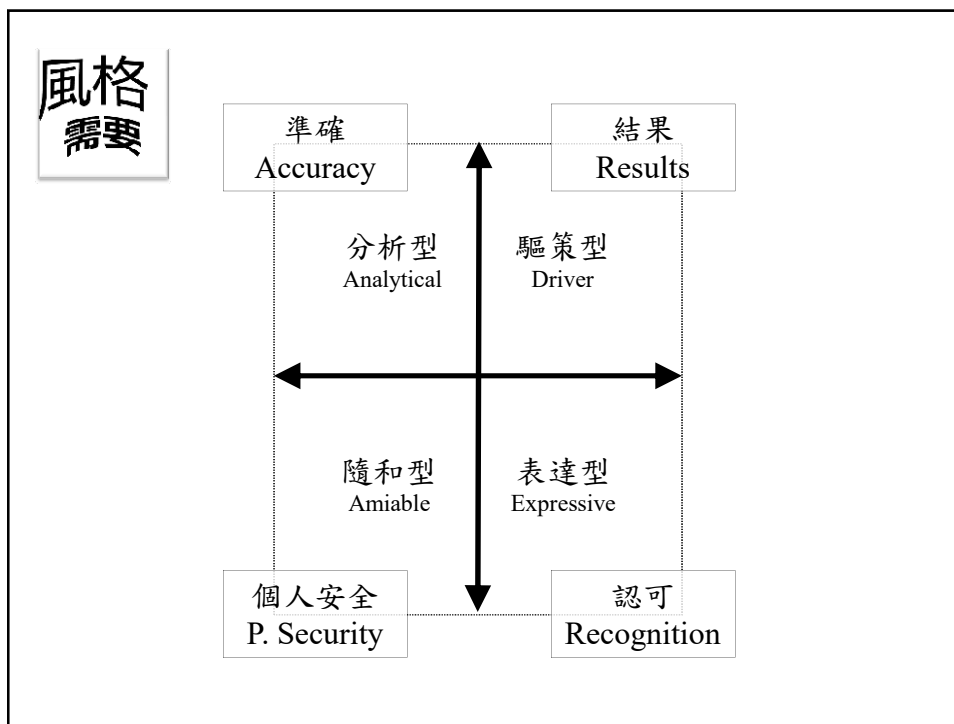 風格
需要
準確
Accuracy
結果
Results
分析型
Analytical
驅策型
Driver
隨和型
Amiable
表達型
Expressive
個人安全
P. Security
認可
Recognition